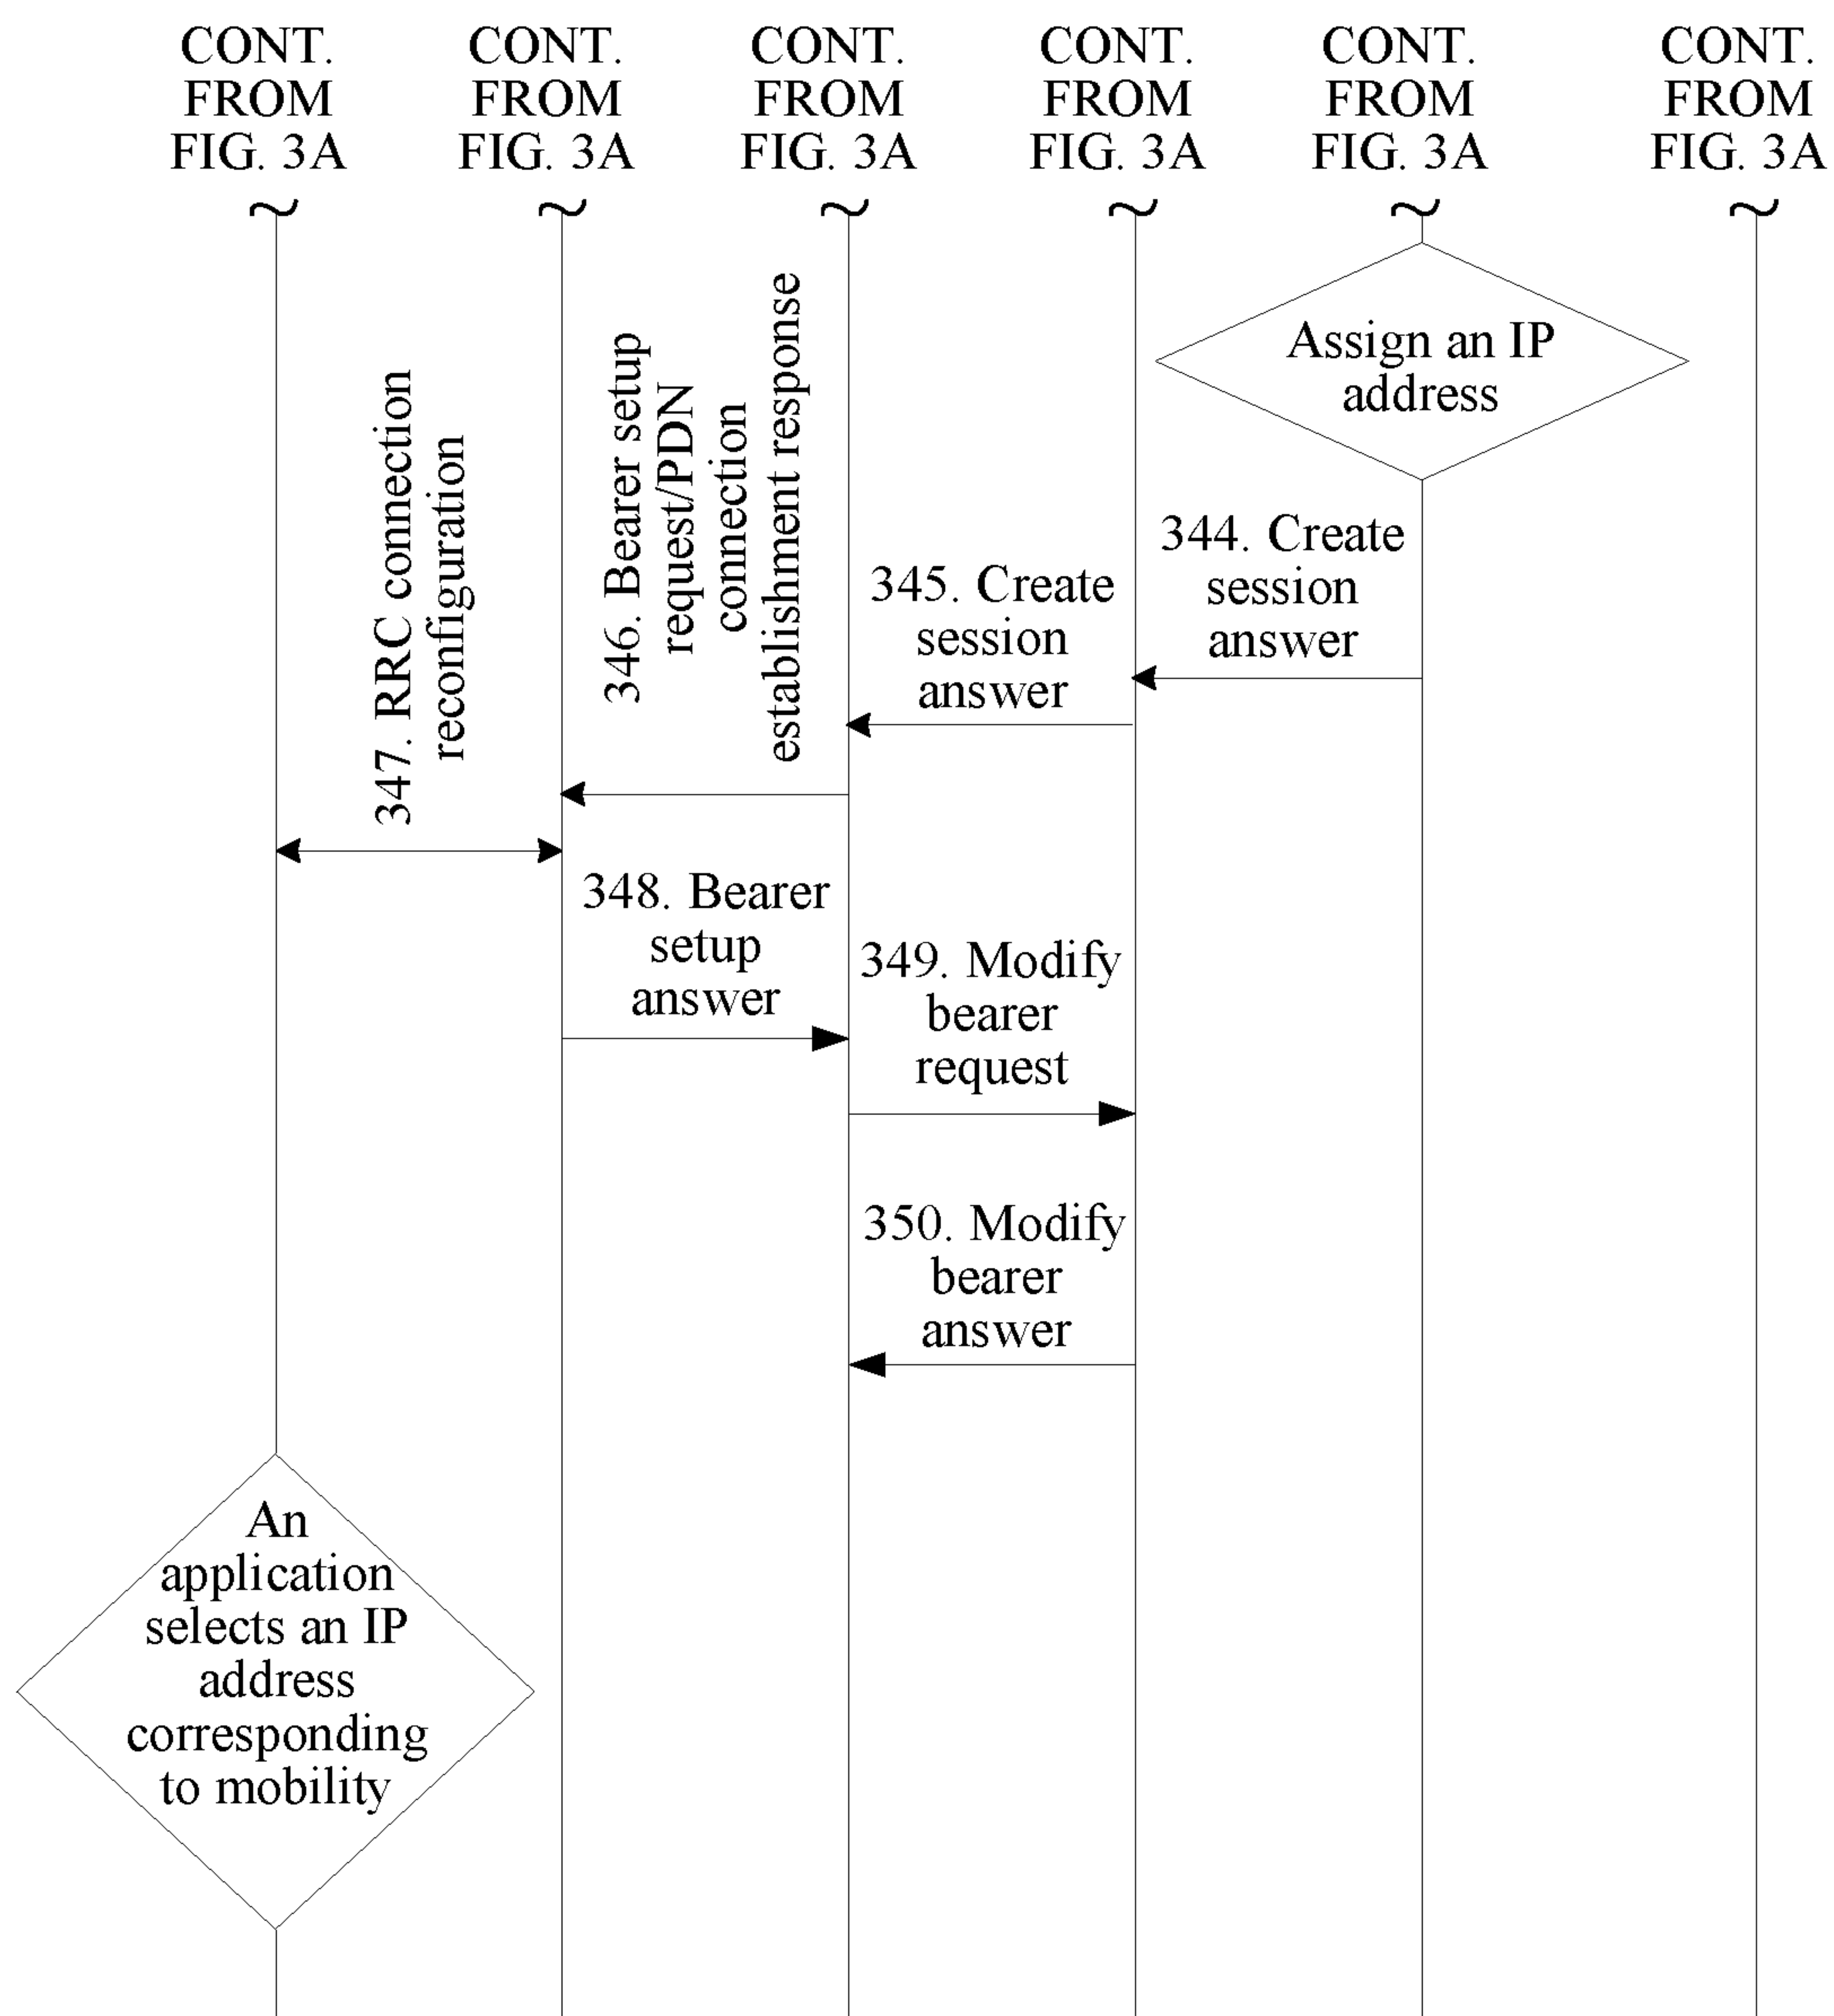 CONT.
FROM
FIG. 3A
CONT.
FROM
FIG. 3A
CONT.
FROM
FIG. 3A
CONT.
FROM
FIG. 3A
CONT.
FROM
FIG. 3A
CONT.
FROM
FIG. 3A
Assign an IP
address
344. Create
session
answer
345. Create
session
answer
346. Bearer setup
request/PDN
connection
establishment response
347. RRC connection
reconfiguration
348. Bearer
setup
answer
349. Modify
bearer
request
350. Modify
bearer
answer
An
application
selects an IP
address
corresponding
to mobility